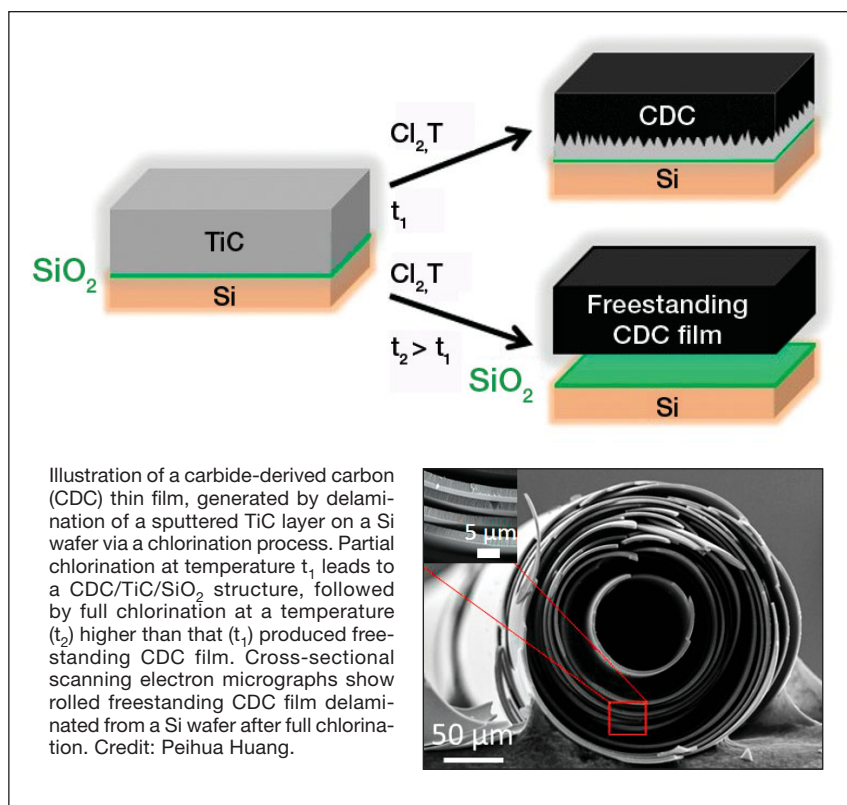 Cl₂,T
t₁
CDC
Si
TiC
SiO₂
Si
Cl₂,T
t₂ > t₁
Freestanding
CDC film
SiO₂
Si
Illustration of a carbide-derived carbon
(CDC) thin film, generated by delami-
nation of a sputtered TiC layer on a Si
wafer via a chlorination process. Partial
chlorination at temperature t₁ leads to
a CDC/TiC/SiO₂ structure, followed
by full chlorination at a temperature
(t₂) higher than that (t₁) produced free-
standing CDC film. Cross-sectional
scanning electron micrographs show
rolled freestanding CDC film delami-
nated from a Si wafer after full chlorina-
tion. Credit: Peihua Huang.
5 µm
50 µm